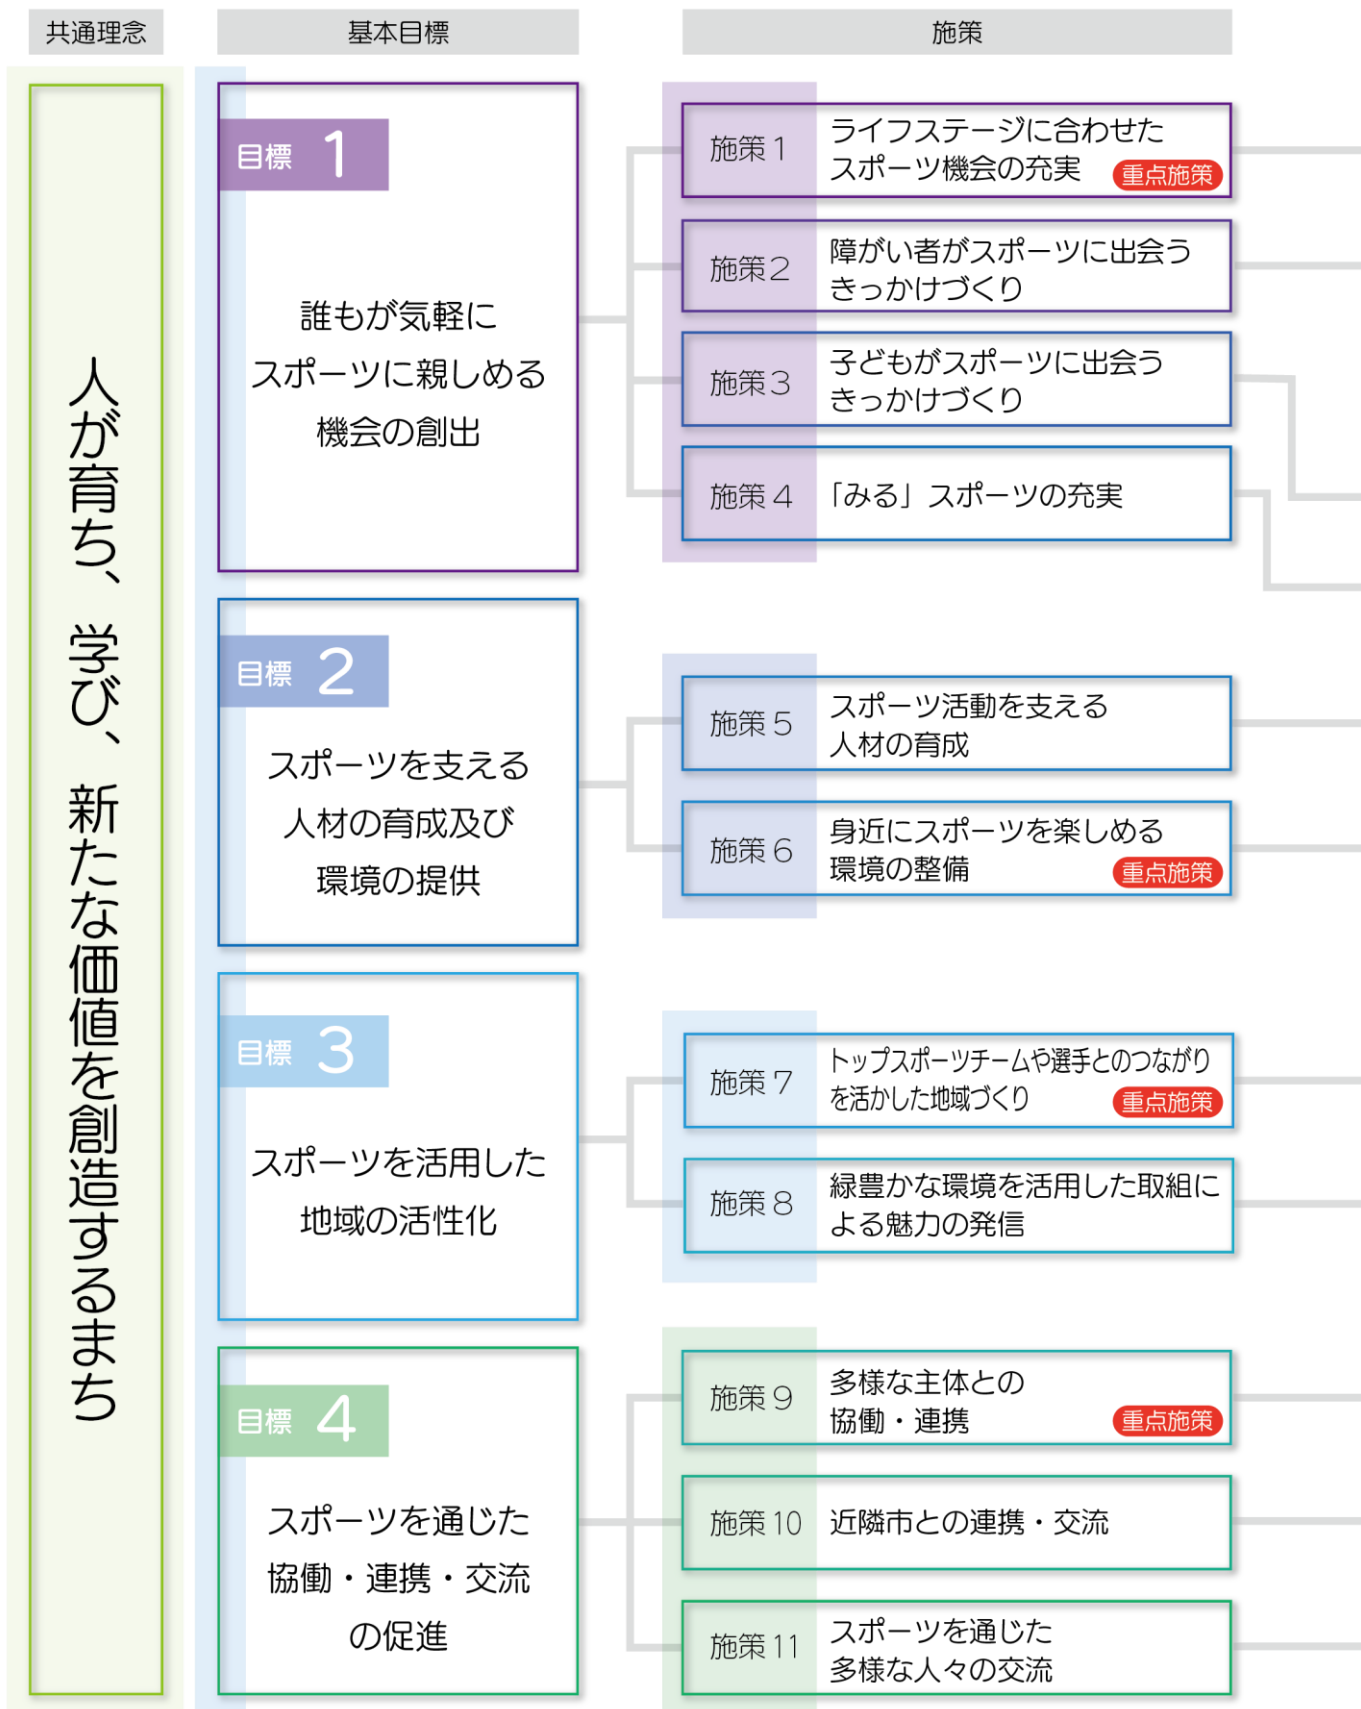 共通理念
基本目標
施策
人が育ち、学び、新たな価値を創造するまち
目標 1
誰もが気軽に
スポーツに親しめる
機会の創出
施策1
ライフステージに合わせた
スポーツ機会の充実
重点施策
施策2
障がい者がスポーツに出会う
きっかけづくり
施策3
子どもがスポーツに出会う
きっかけづくり
施策4
「みる」スポーツの充実
目標 2
スポーツを支える
人材の育成及び
環境の提供
施策5
スポーツ活動を支える
人材の育成
施策6
身近にスポーツを楽しめる
環境の整備
重点施策
目標 3
スポーツを活用した
地域の活性化
施策7
トップスポーツチームや選手とのつながり
を活かした地域づくり
重点施策
施策8
緑豊かな環境を活用した取組に
よる魅力の発信
目標 4
スポーツを通じた
協働・連携・交流
の促進
施策9
多様な主体との
協働・連携
重点施策
施策10
近隣市との連携・交流
施策11
スポーツを通じた
多様な人々の交流